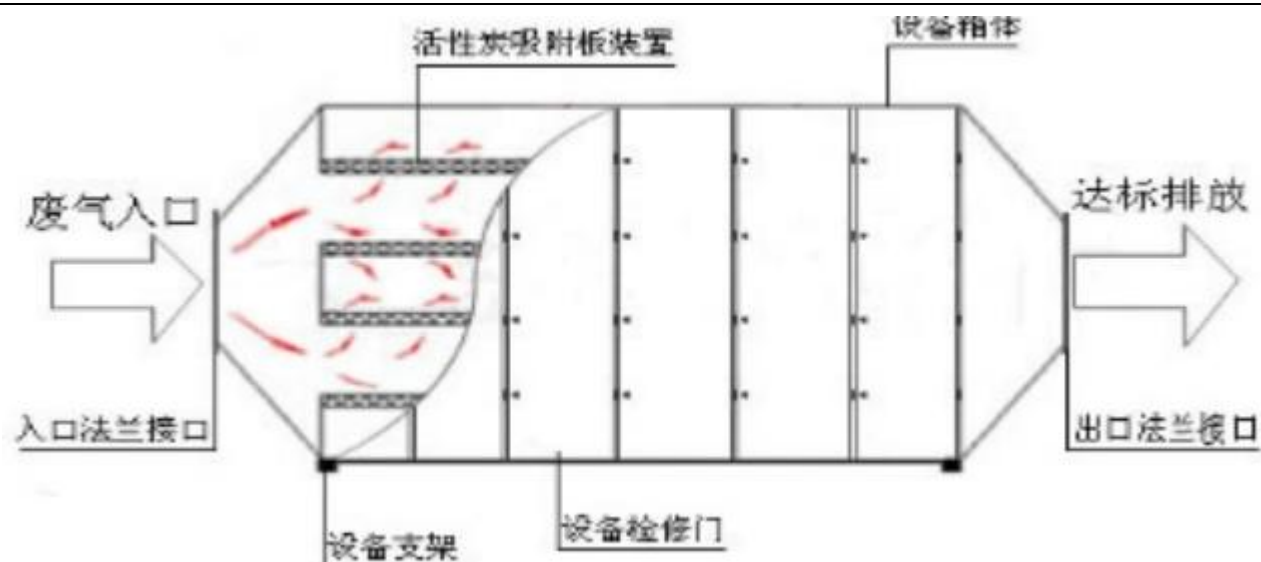 活性炭吸附板装置
设备箱体
废气入口
达标排放
入口法兰接口
出口法兰接口
设备支架
设备检修门